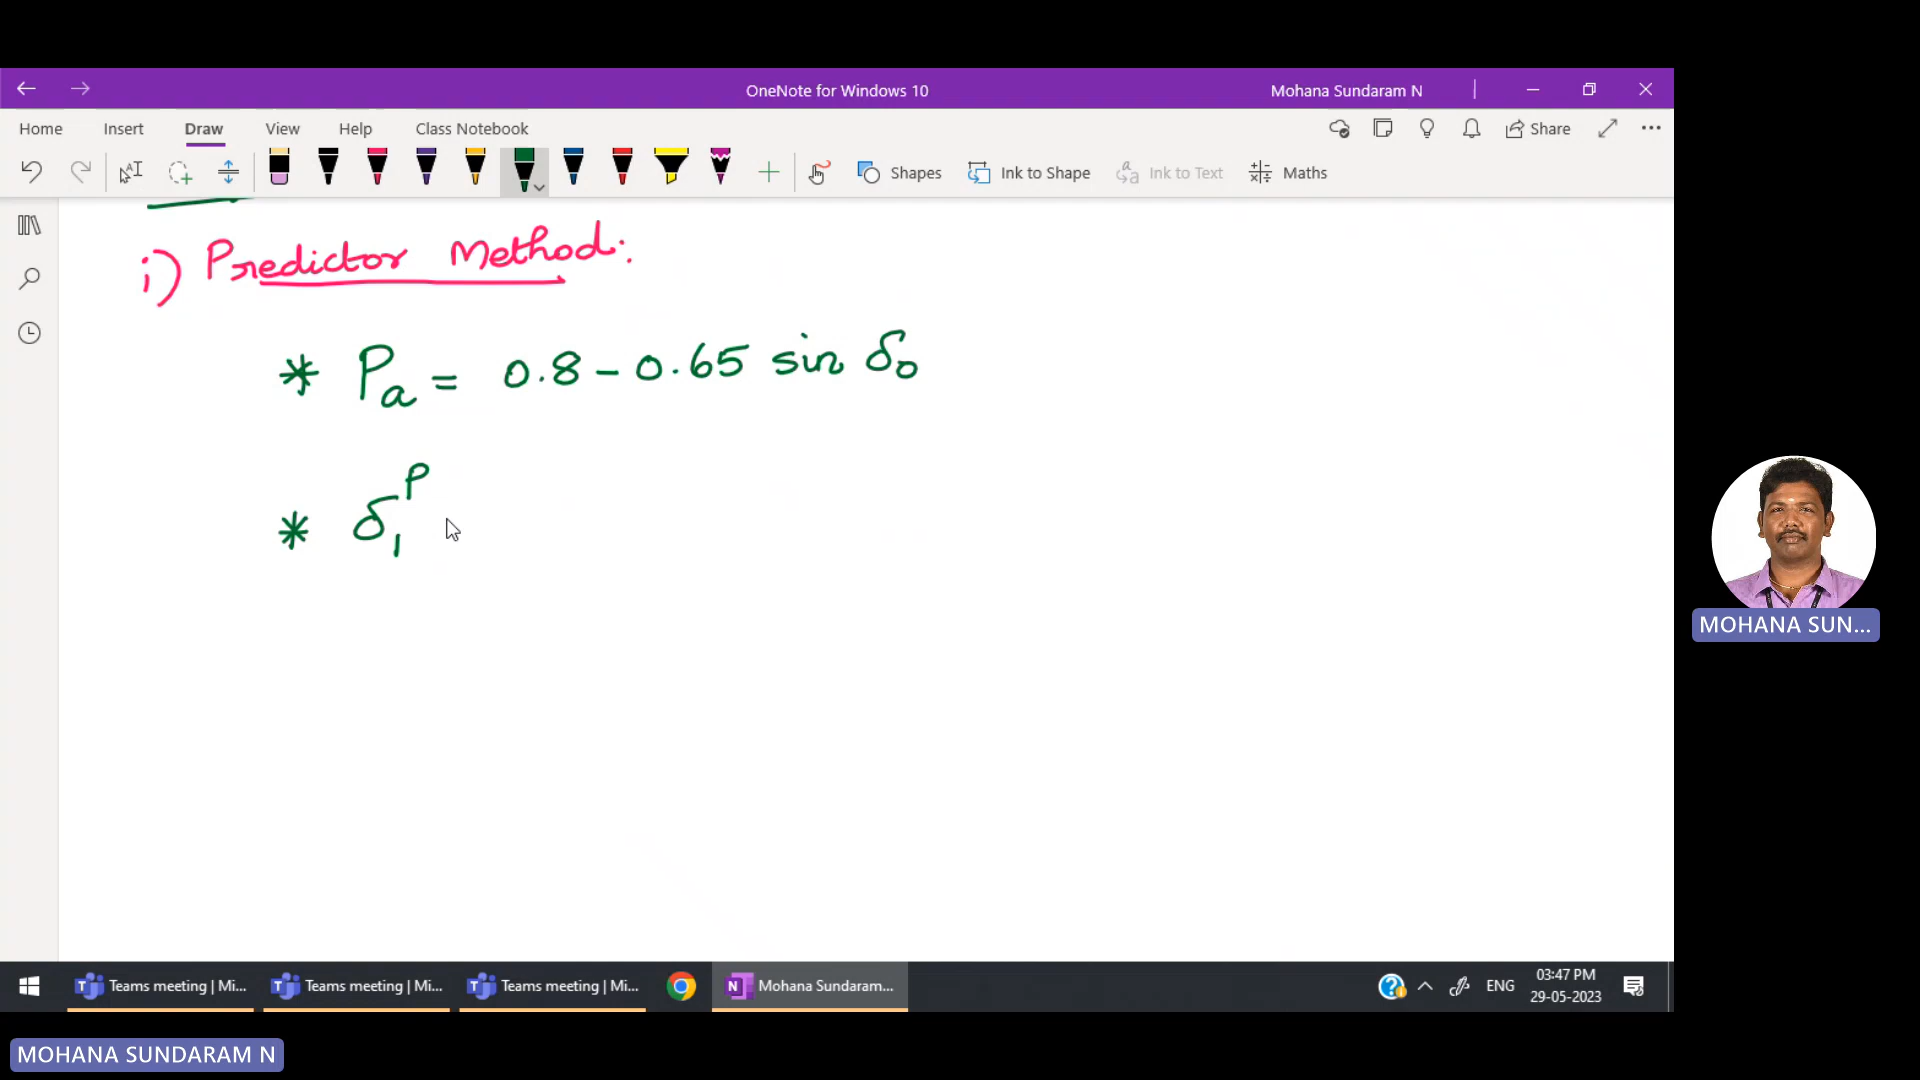 OneNote for Windows 10
Mohana Sundaram N
Home Insert Draw View Help Class Notebook Share
Shapes Ink to Shape Ink to Text Maths
i) Predictor Method:
* Pa = 0.8 - 0.65 sin δ0
* δ1^P
MOHANA SUN...
Teams meeting | Mi... Teams meeting | Mi... Teams meeting | Mi... Mohana Sundaram... ENG 03:47 PM
29-05-2023
MOHANA SUNDARAM N